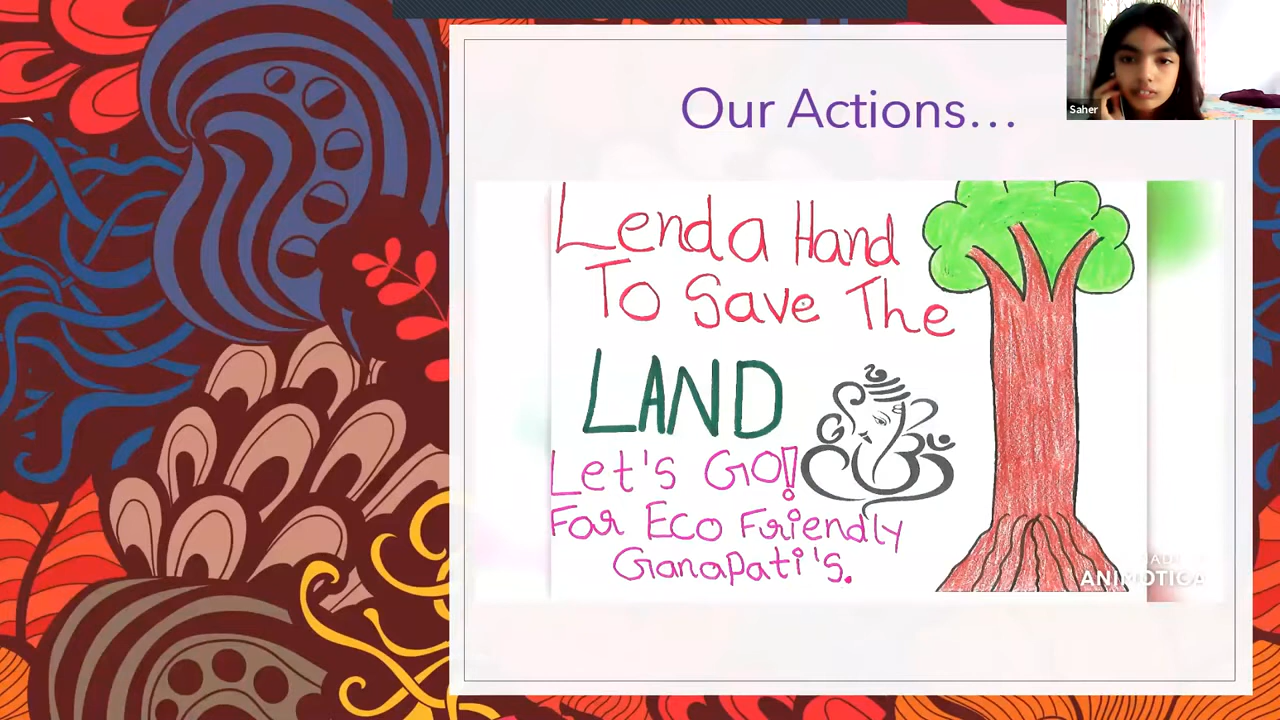 Our Actions...
Saher
Lend a Hand
To Save The
LAND
Let's GO!
For Eco Friendly
Ganapati's.
ANIMOTICA